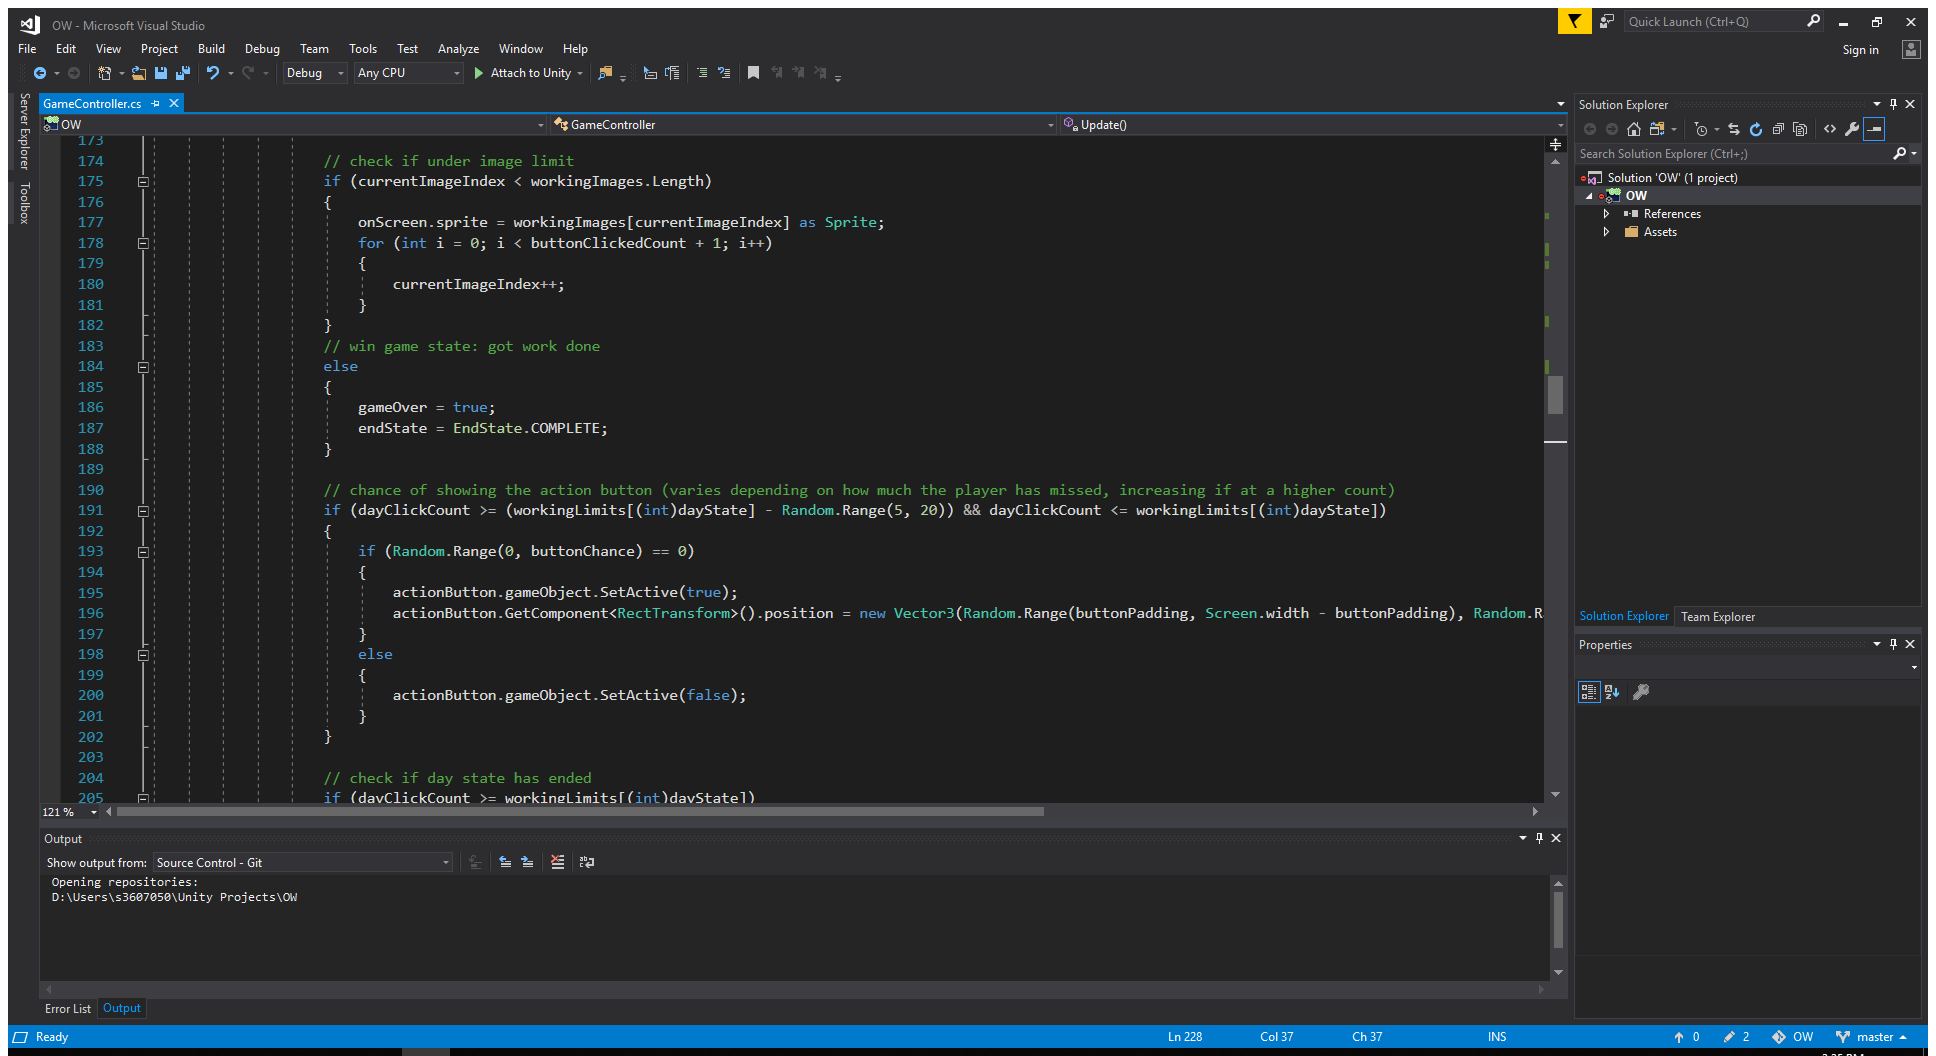 OW - Microsoft Visual Studio
Quick Launch (Ctrl+Q)
File Edit View Project Build Debug Team Tools Test Analyze Window Help
Sign in
Debug Any CPU Attach to Unity
Server Explorer
Toolbox
GameController.cs
OW GameController Update()
173
174 // check if under image limit
175 if (currentImageIndex < workingImages.Length)
176 {
177 onScreen.sprite = workingImages[currentImageIndex] as Sprite;
178 for (int i = 0; i < buttonClickedCount + 1; i++)
179 {
180 currentImageIndex++;
181 }
182 }
183 // win game state: got work done
184 else
185 {
186 gameOver = true;
187 endState = EndState.COMPLETE;
188 }
189
190 // chance of showing the action button (varies depending on how much the player has missed, increasing if at a higher count)
191 if (dayClickCount >= (workingLimits[(int)dayState] - Random.Range(5, 20)) && dayClickCount <= workingLimits[(int)dayState])
192 {
193 if (Random.Range(0, buttonChance) == 0)
194 {
195 actionButton.gameObject.SetActive(true);
196 actionButton.GetComponent<RectTransform>().position = new Vector3(Random.Range(buttonPadding, Screen.width - buttonPadding), Random.R
197 }
198 else
199 {
200 actionButton.gameObject.SetActive(false);
201 }
202 }
203
204 // check if day state has ended
205 if (dayClickCount >= workingLimits[(int)dayState])
121 %
Output
Show output from: Source Control - Git
Opening repositories:
D:\Users\s3607050\Unity Projects\OW
Error List Output
Solution Explorer
Search Solution Explorer (Ctrl+;)
Solution 'OW' (1 project)
OW
References
Assets
Solution Explorer Team Explorer
Properties
Ready Ln 228 Col 37 Ch 37 INS 0 2 OW master